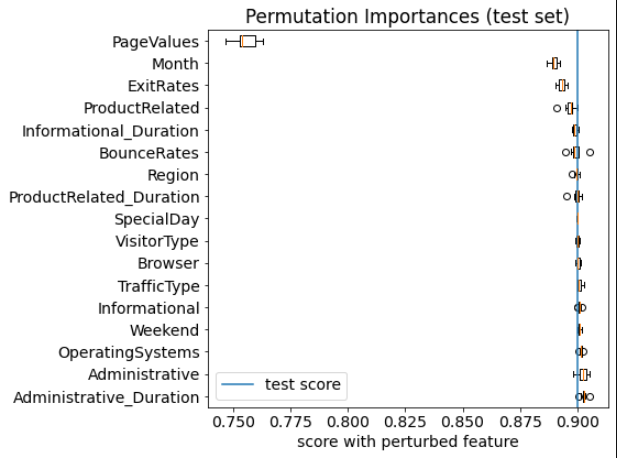 Permutation Importances (test set)
PageValues
Month
ExitRates
ProductRelated
Informational_Duration
BounceRates
Region
ProductRelated_Duration
SpecialDay
VisitorType
Browser
TrafficType
Informational
Weekend
OperatingSystems
Administrative
Administrative_Duration
test score
0.750 0.775 0.800 0.825 0.850 0.875 0.900
score with perturbed feature